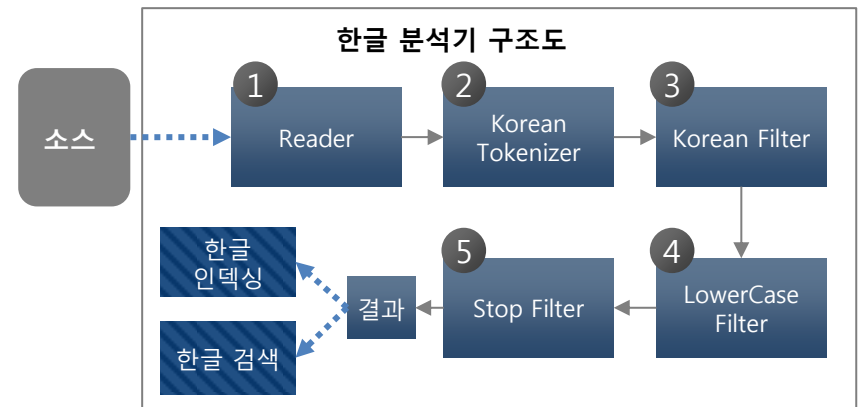 한글 분석기 구조도
소스
1
Reader
2
Korean
Tokenizer
3
Korean Filter
4
LowerCase
Filter
5
Stop Filter
결과
한글
인덱싱
한글 검색